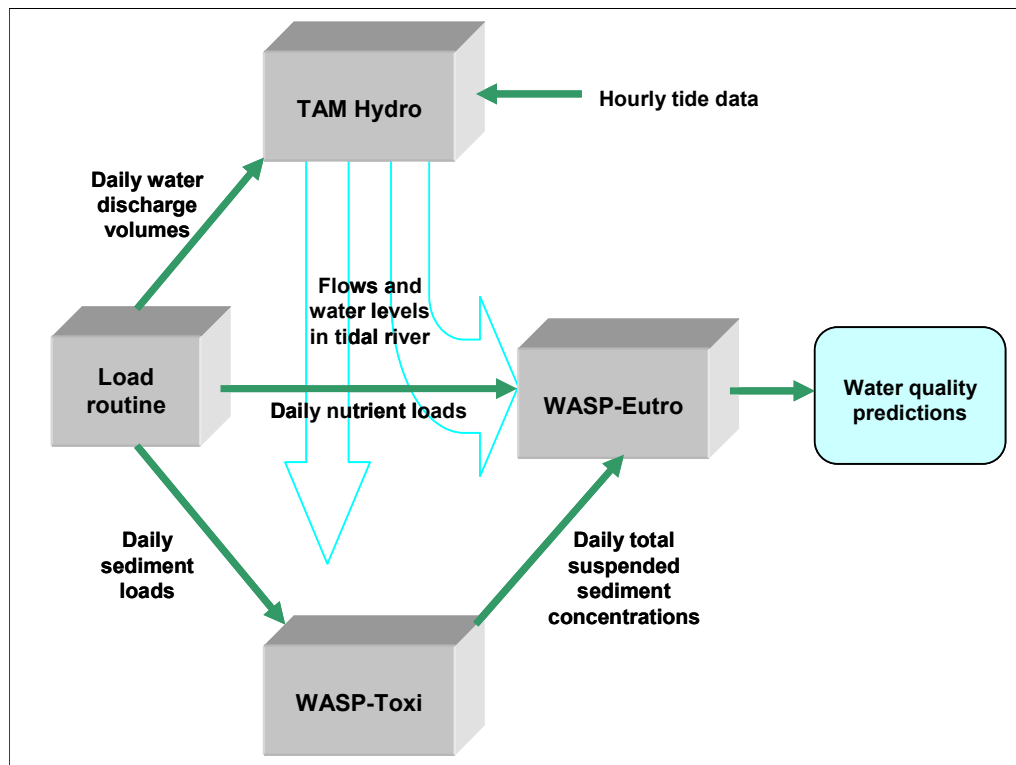 TAM Hydro
Hourly tide data
Daily water
discharge
volumes
Flows and
water levels
in tidal river
Load
routine
Daily nutrient loads
WASP-Eutro
Water quality
predictions
Daily
sediment
loads
Daily total
suspended
sediment
concentrations
WASP-Toxi